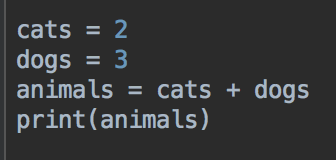 cats = 2
dogs = 3
animals = cats + dogs
print(animals)